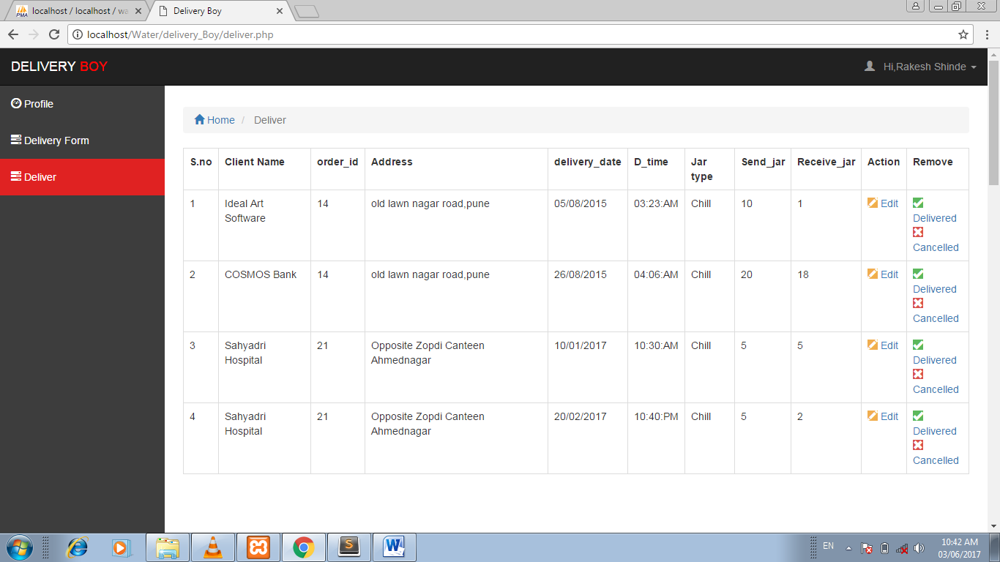 localhost / localhost / wa
Delivery Boy
localhost/Water/delivery_Boy/deliver.php
DELIVERY BOY
Hi,Rakesh Shinde
Profile
Delivery Form
Deliver
Home / Deliver
S.no Client Name order_id Address delivery_date D_time Jar type Send_jar Receive_jar Action Remove
1 Ideal Art Software 14 old lawn nagar road,pune 05/08/2015 03:23:AM Chill 10 1 Edit Delivered Cancelled
2 COSMOS Bank 14 old lawn nagar road,pune 26/08/2015 04:06:AM Chill 20 18 Edit Delivered Cancelled
3 Sahyadri Hospital 21 Opposite Zopdi Canteen Ahmednagar 10/01/2017 10:30:AM Chill 5 5 Edit Delivered Cancelled
4 Sahyadri Hospital 21 Opposite Zopdi Canteen Ahmednagar 20/02/2017 10:40:PM Chill 5 2 Edit Delivered Cancelled
EN
10:42 AM
03/06/2017